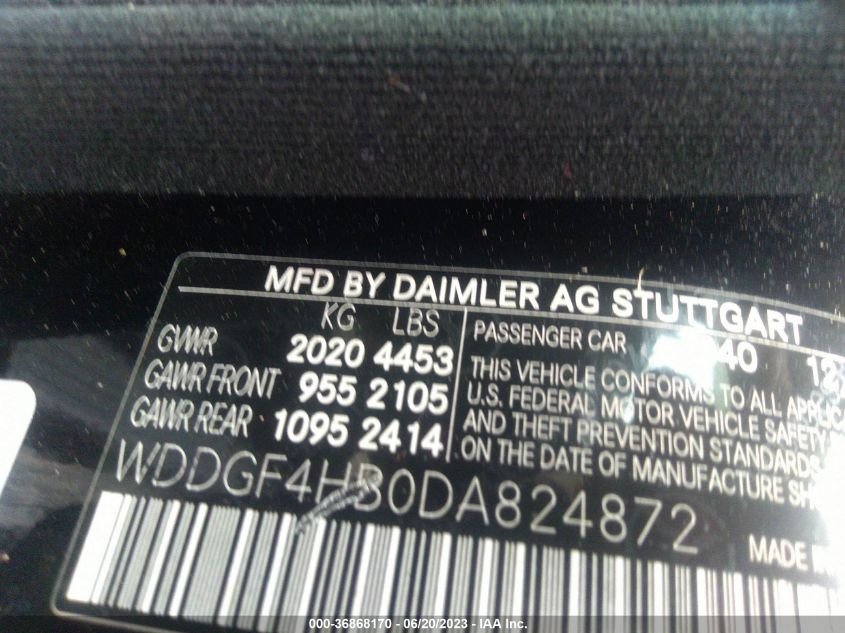 MFD BY DAIMLER AG STUTTGART
KG LBS
GVWR 2020 4453
GAWR FRONT 955 2105
GAWR REAR 1095 2414
PASSENGER CAR
THIS VEHICLE CONFORMS TO ALL
U.S. FEDERAL MOTOR VEHICLE SAFETY
AND THEFT PREVENTION STANDARDS
ON THE DATE OF MANUFACTURE
WDDGF4HB0DA824872
MADE
000-36868170 - 06/20/2023 - IAA Inc.